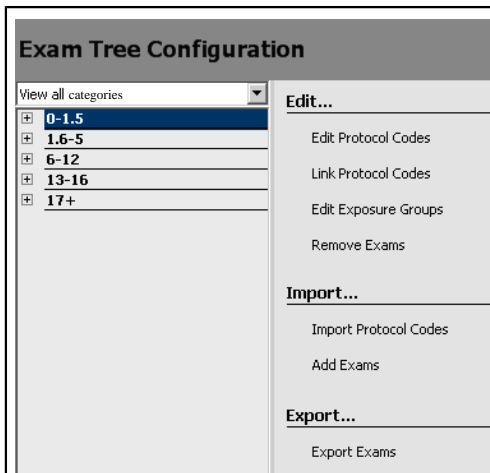 Exam Tree Configuration
View all categories
0-1.5
1.6-5
6-12
13-16
17+
Edit...
Edit Protocol Codes
Link Protocol Codes
Edit Exposure Groups
Remove Exams
Import...
Import Protocol Codes
Add Exams
Export...
Export Exams